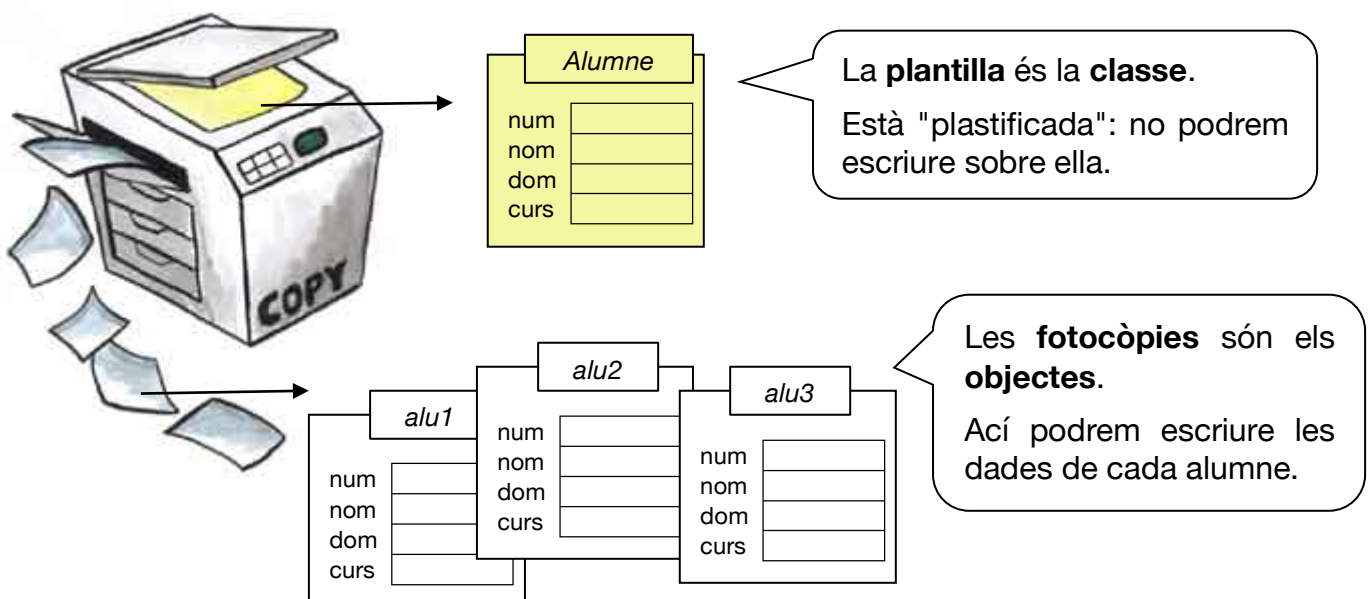 Alumne
num
nom
dom
curs
La plantilla és la classe.
Està "plastificada": no podrem
escriure sobre ella.
COPY
Les fotocòpies són els
objectes.
Ací podrem escriure les
dades de cada alumne.
alu1
num
nom
dom
curs
alu2
num
nom
dom
curs
alu3
num
nom
dom
curs